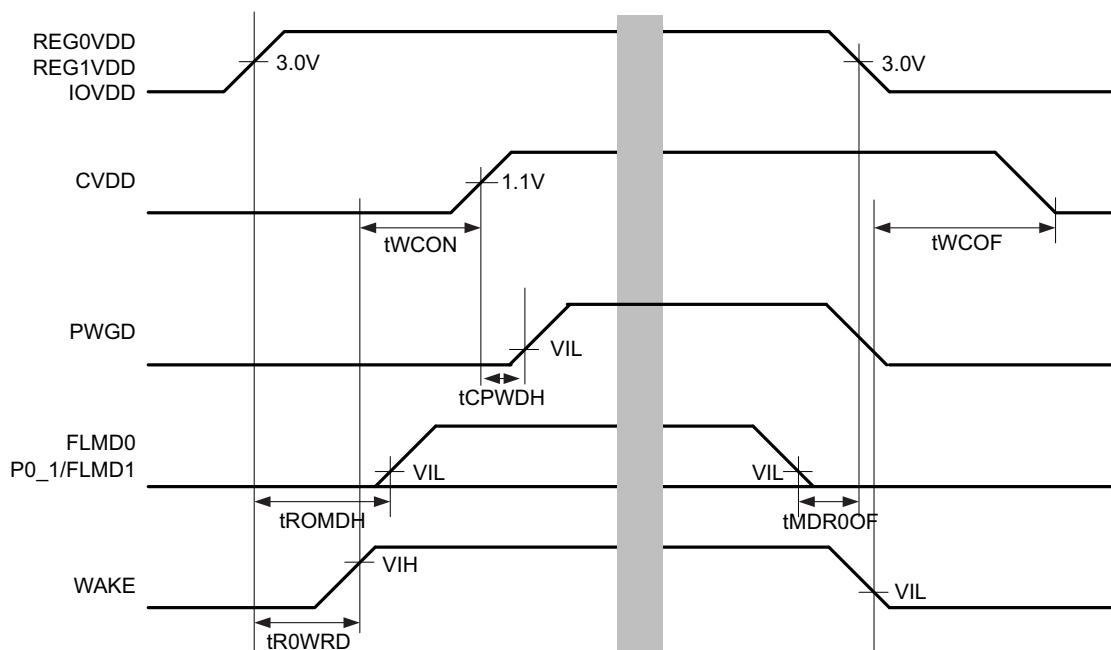 REG0VDD
REG1VDD
IOVDD
3.0V
3.0V
CVDD
1.1V
tWCON
tWCOF
PWGD
VIL
tCPWDH
FLMD0
P0_1/FLMD1
VIL
VIL
tROMDH
tMDR0OF
WAKE
VIH
VIL
tR0WRD